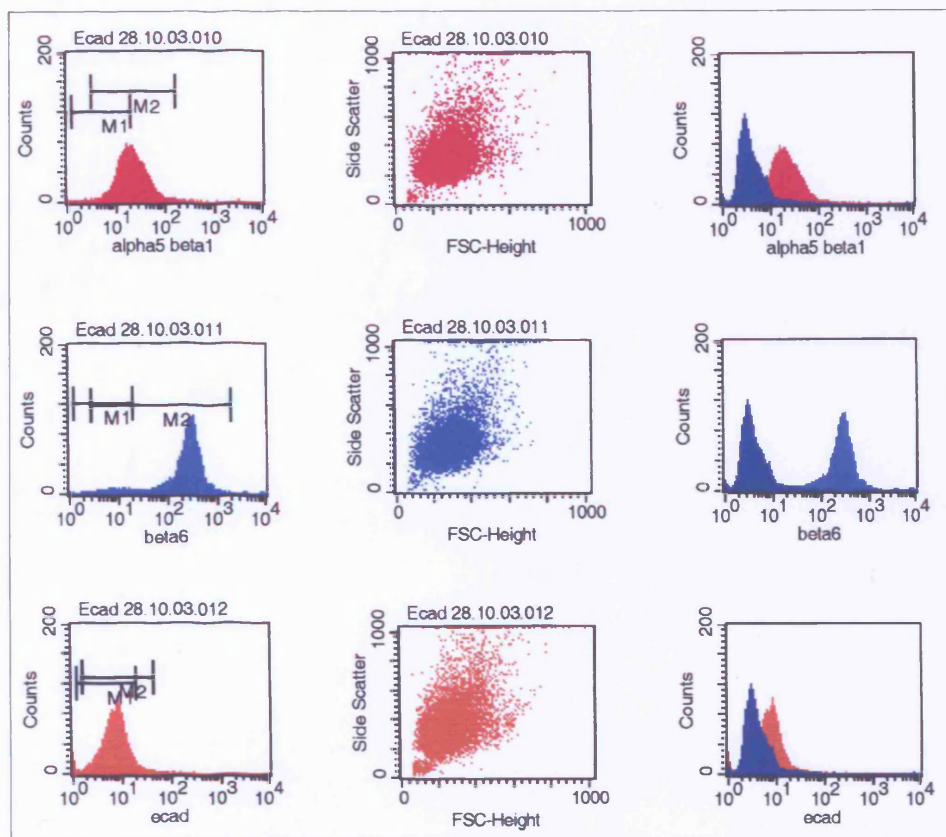 Ecad 28.10.03.010
200
Counts
0
M2
M1
10^0 10^1 10^2 10^3 10^4
alpha5 beta1
Ecad 28.10.03.010
1000
Side Scatter
0
0 1000
FSC-Height
200
Counts
0
10^0 10^1 10^2 10^3 10^4
alpha5 beta1
Ecad 28.10.03.011
200
Counts
0
M1 M2
10^0 10^1 10^2 10^3 10^4
beta6
Ecad 28.10.03.011
1000
Side Scatter
0
0 1000
FSC-Height
200
Counts
0
10^0 10^1 10^2 10^3 10^4
beta6
Ecad 28.10.03.012
200
Counts
0
M1 M2
10^0 10^1 10^2 10^3 10^4
ecad
Ecad 28.10.03.012
1000
Side Scatter
0
0 1000
FSC-Height
200
Counts
0
10^0 10^1 10^2 10^3 10^4
ecad